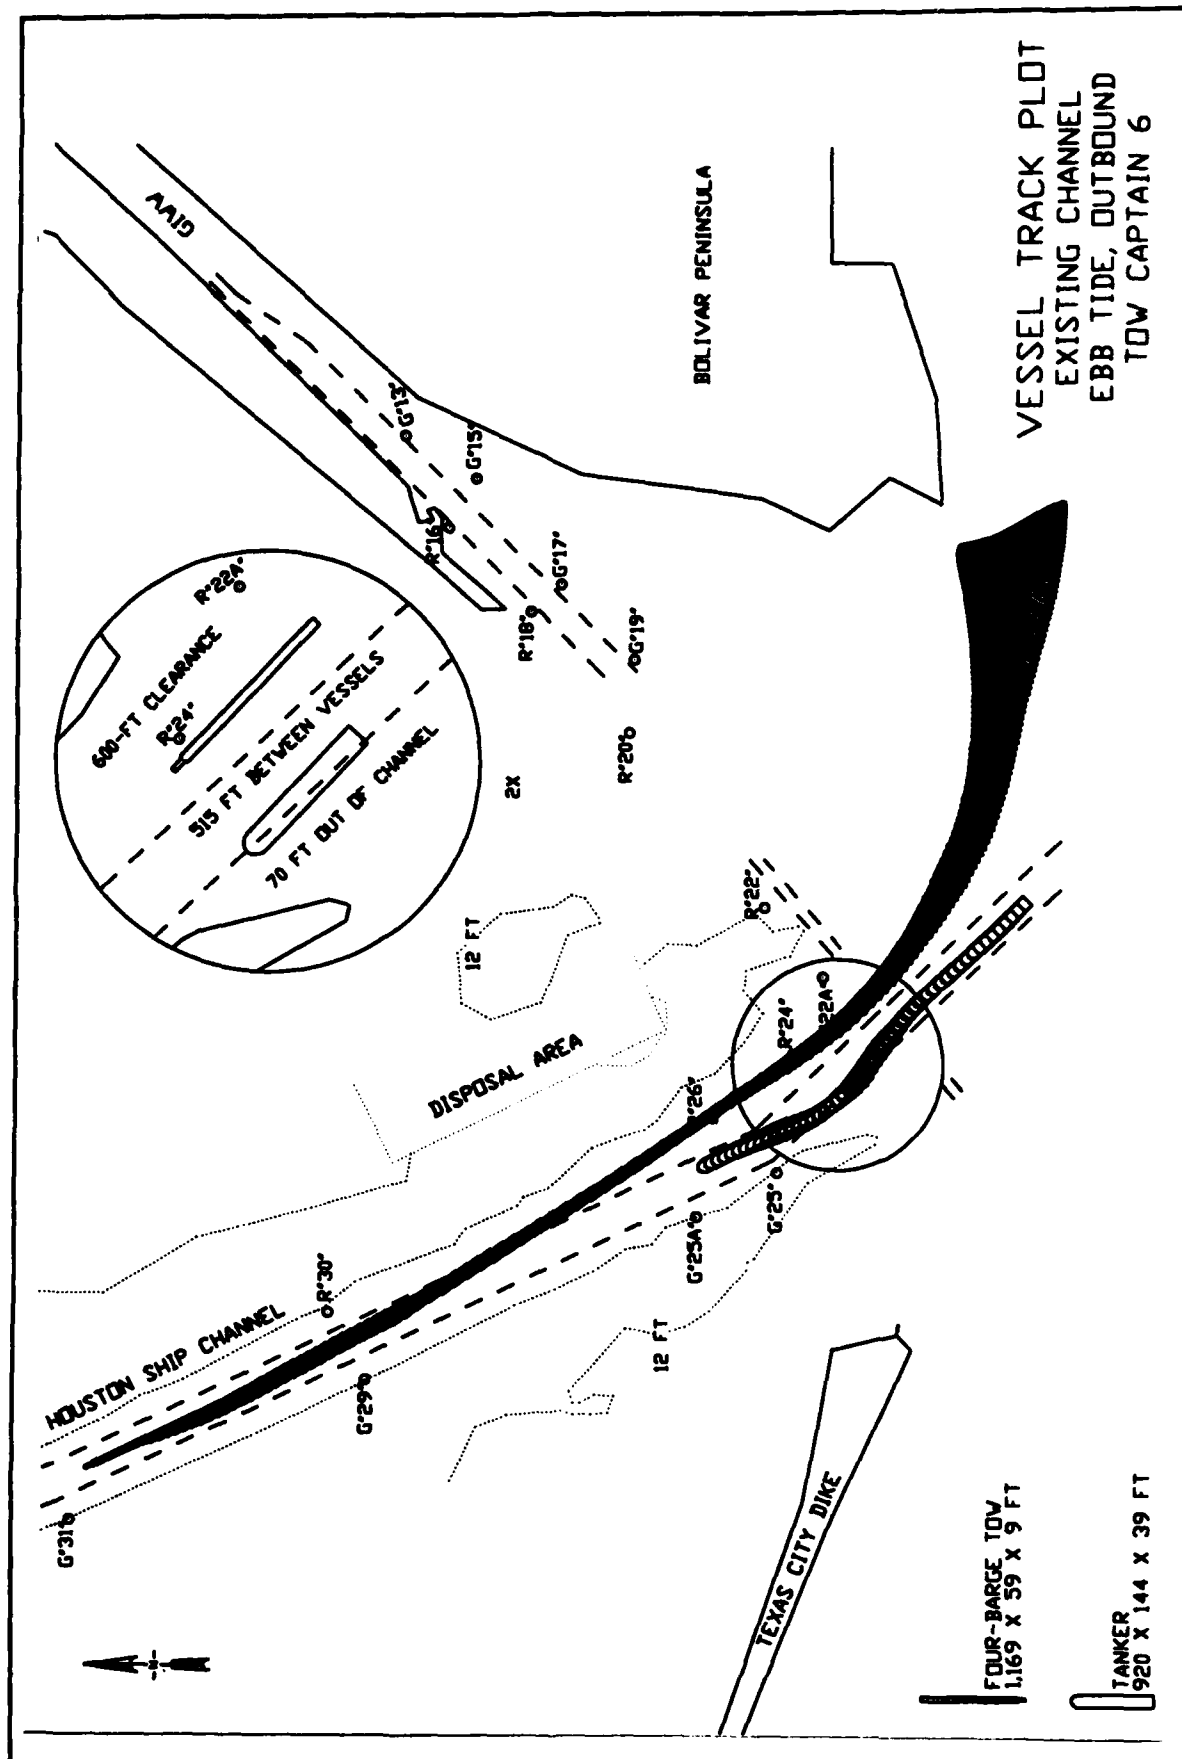 VESSEL TRACK PLOT
EXISTING CHANNEL
EBB TIDE, OUTBOUND
TOW CAPTAIN 6
GIWW
BOLIVAR PENINSULA
G"13"
G"15"
R"16"
G"17"
R"18"
G"19"
R"20"
R"22"
22A"
R"24"
26"
G"25"
G"25A"
G"29"
R"30"
G"31"
HOUSTON SHIP CHANNEL
DISPOSAL AREA
12 FT
12 FT
2X
600-FT CLEARANCE
R"24"
R"22A"
515 FT BETWEEN VESSELS
70 FT OUT OF CHANNEL
TEXAS CITY DIKE
N
FOUR-BARGE TOW
1,169 X 59 X 9 FT
TANKER
920 X 144 X 39 FT